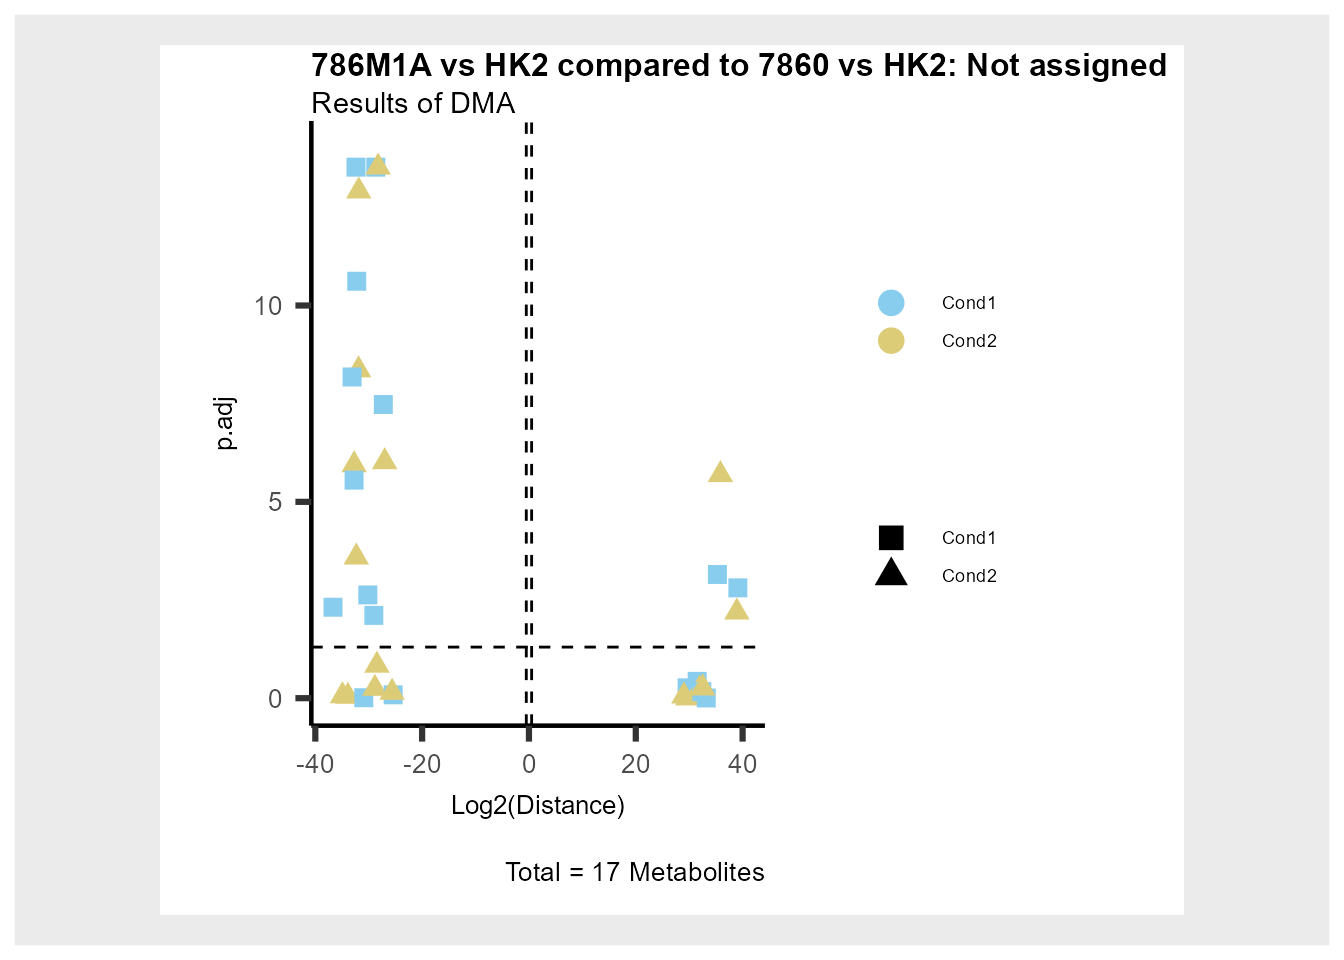 786M1A vs HK2 compared to 7860 vs HK2: Not assigned
Results of DMA
p.adj
10
5
0
-40
-20
0
20
40
Log2(Distance)
Cond1
Cond2
Cond1
Cond2
Total = 17 Metabolites